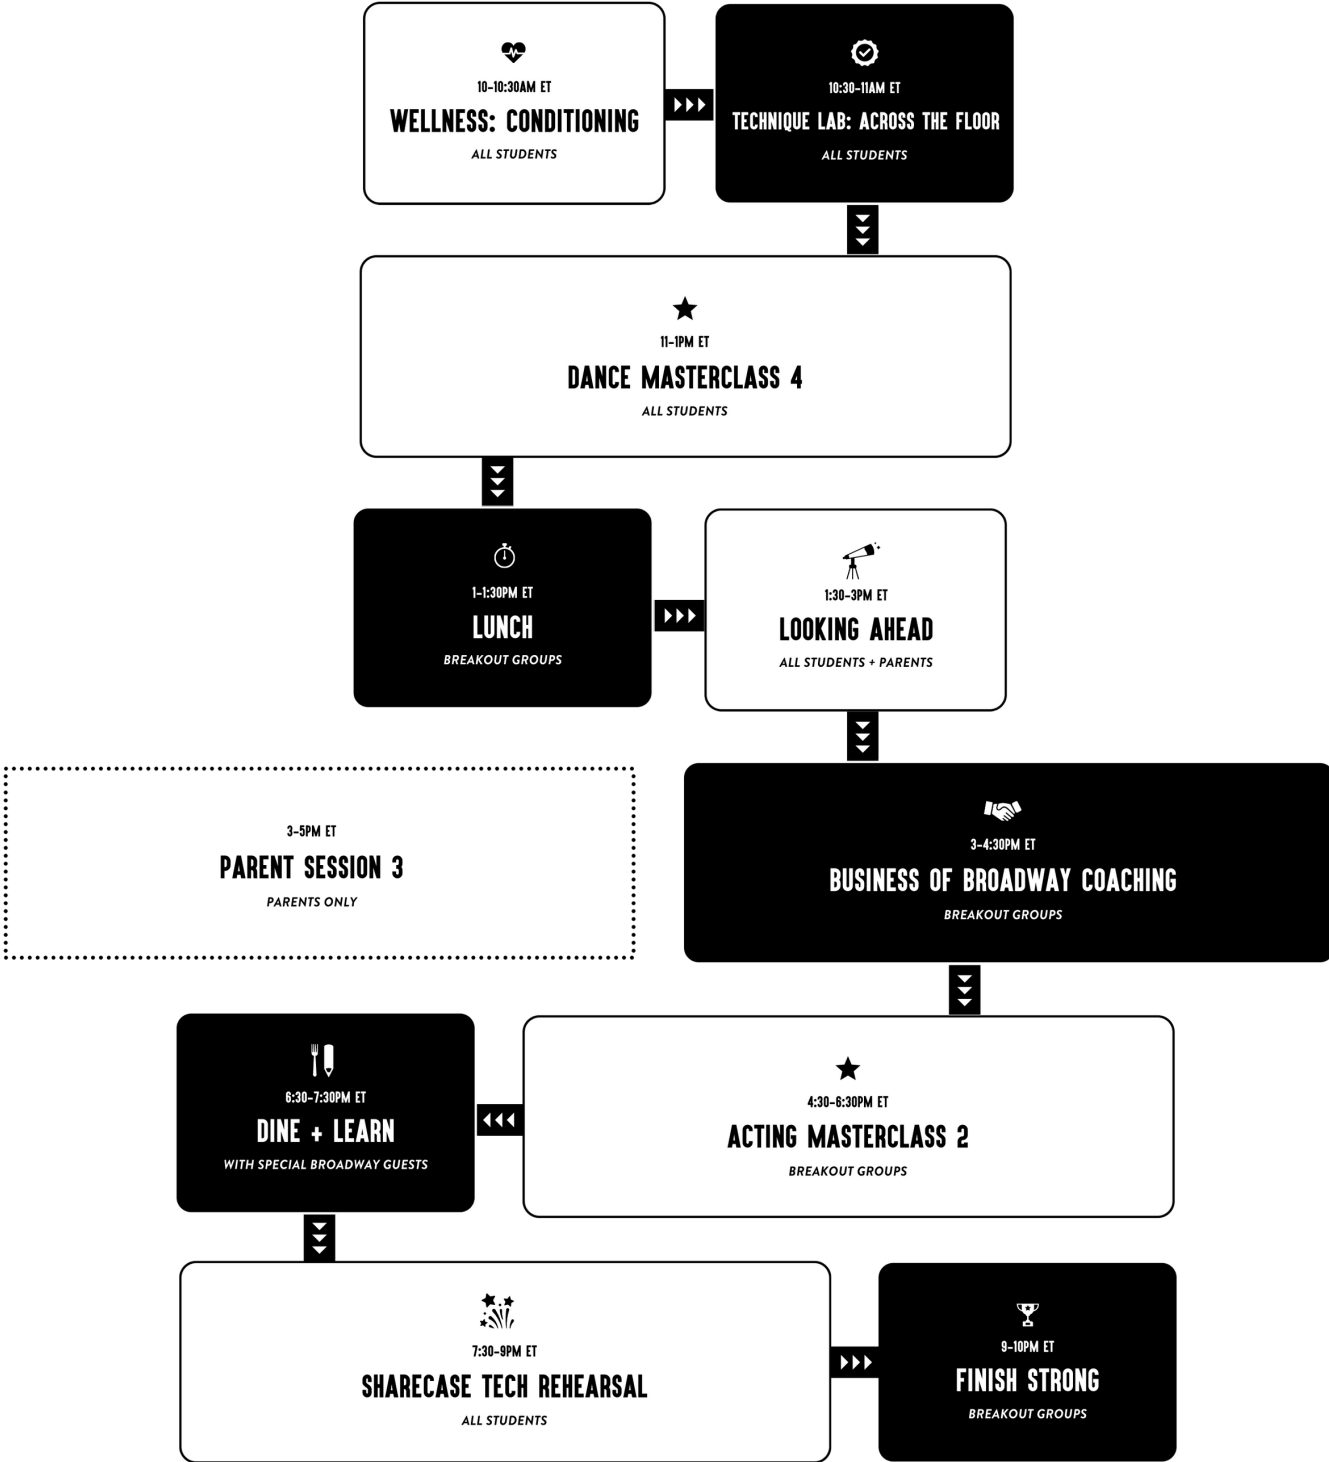 10-10:30AM ET
WELLNESS: CONDITIONING
ALL STUDENTS
10:30-11AM ET
TECHNIQUE LAB: ACROSS THE FLOOR
ALL STUDENTS
11-1PM ET
DANCE MASTERCLASS 4
ALL STUDENTS
1-1:30PM ET
LUNCH
BREAKOUT GROUPS
1:30-3PM ET
LOOKING AHEAD
ALL STUDENTS + PARENTS
3-5PM ET
PARENT SESSION 3
PARENTS ONLY
3-4:30PM ET
BUSINESS OF BROADWAY COACHING
BREAKOUT GROUPS
4:30-6:30PM ET
ACTING MASTERCLASS 2
BREAKOUT GROUPS
6:30-7:30PM ET
DINE + LEARN
WITH SPECIAL BROADWAY GUESTS
7:30-9PM ET
SHARECASE TECH REHEARSAL
ALL STUDENTS
9-10PM ET
FINISH STRONG
BREAKOUT GROUPS